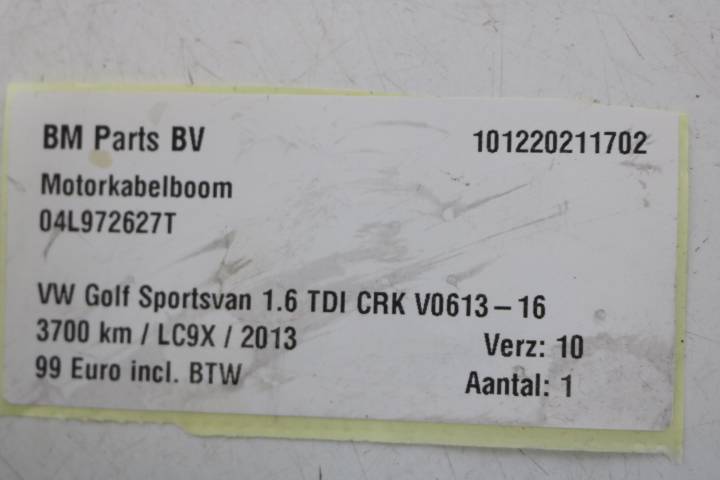 BM Parts BV 101220211702
Motorkabelboom
04L972627T
VW Golf Sportsvan 1.6 TDI CRK V0613-16
3700 km / LC9X / 2013 Verz: 10
99 Euro incl. BTW Aantal: 1